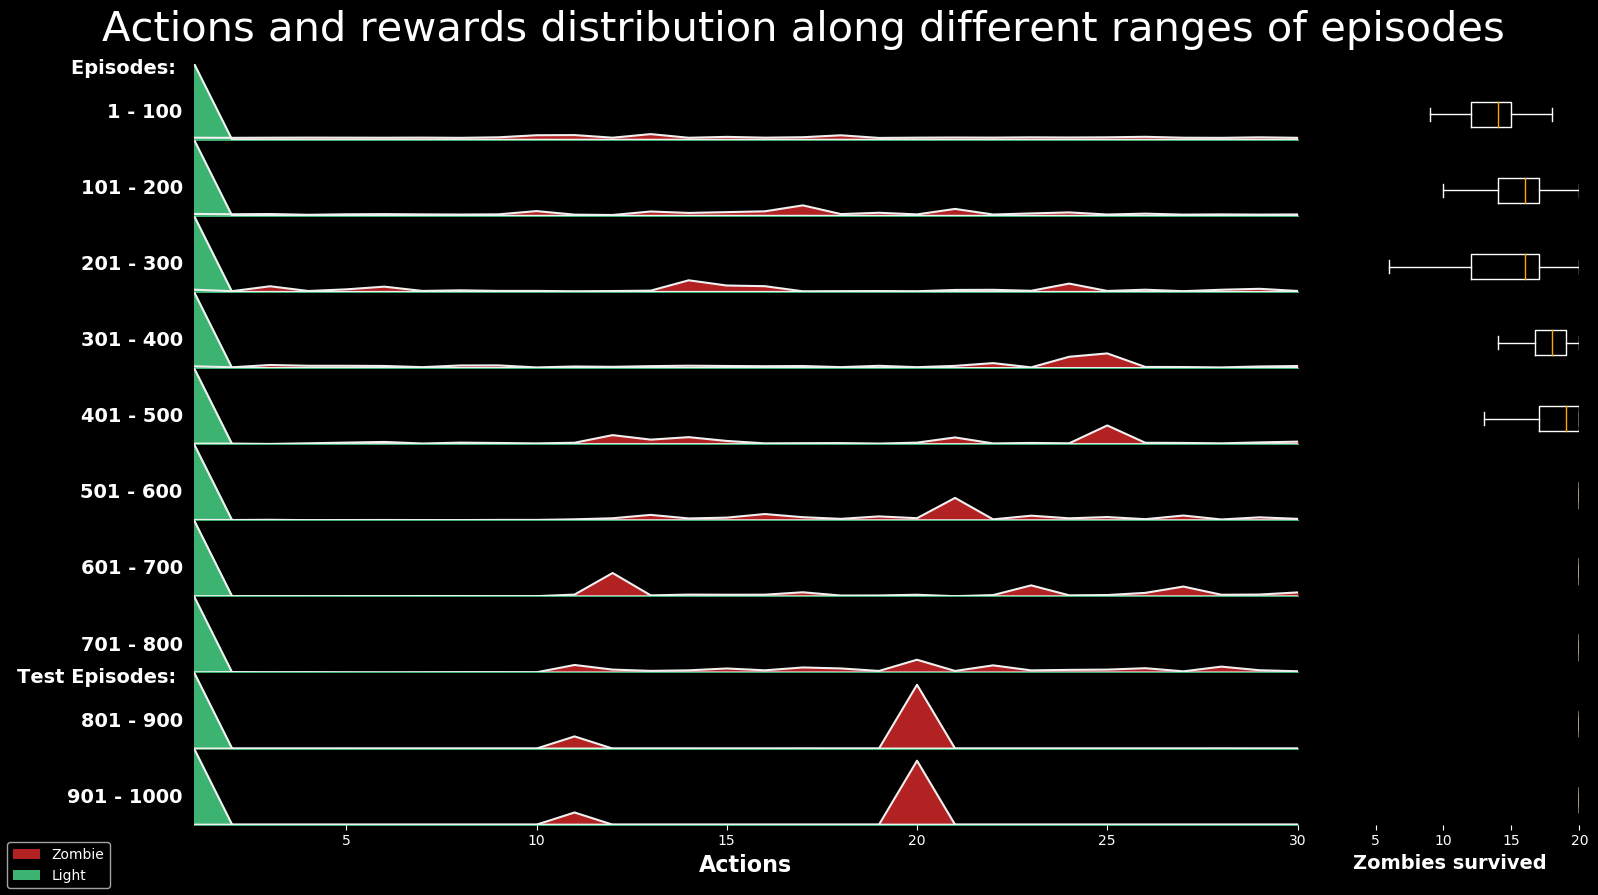 Actions and rewards distribution along different ranges of episodes
Episodes:
1 - 100
101 - 200
201 - 300
301 - 400
401 - 500
501 - 600
601 - 700
701 - 800
Test Episodes:
801 - 900
901 - 1000
5 10 15 20 25 30
Actions
5 10 15 20
Zombies survived
Zombie
Light